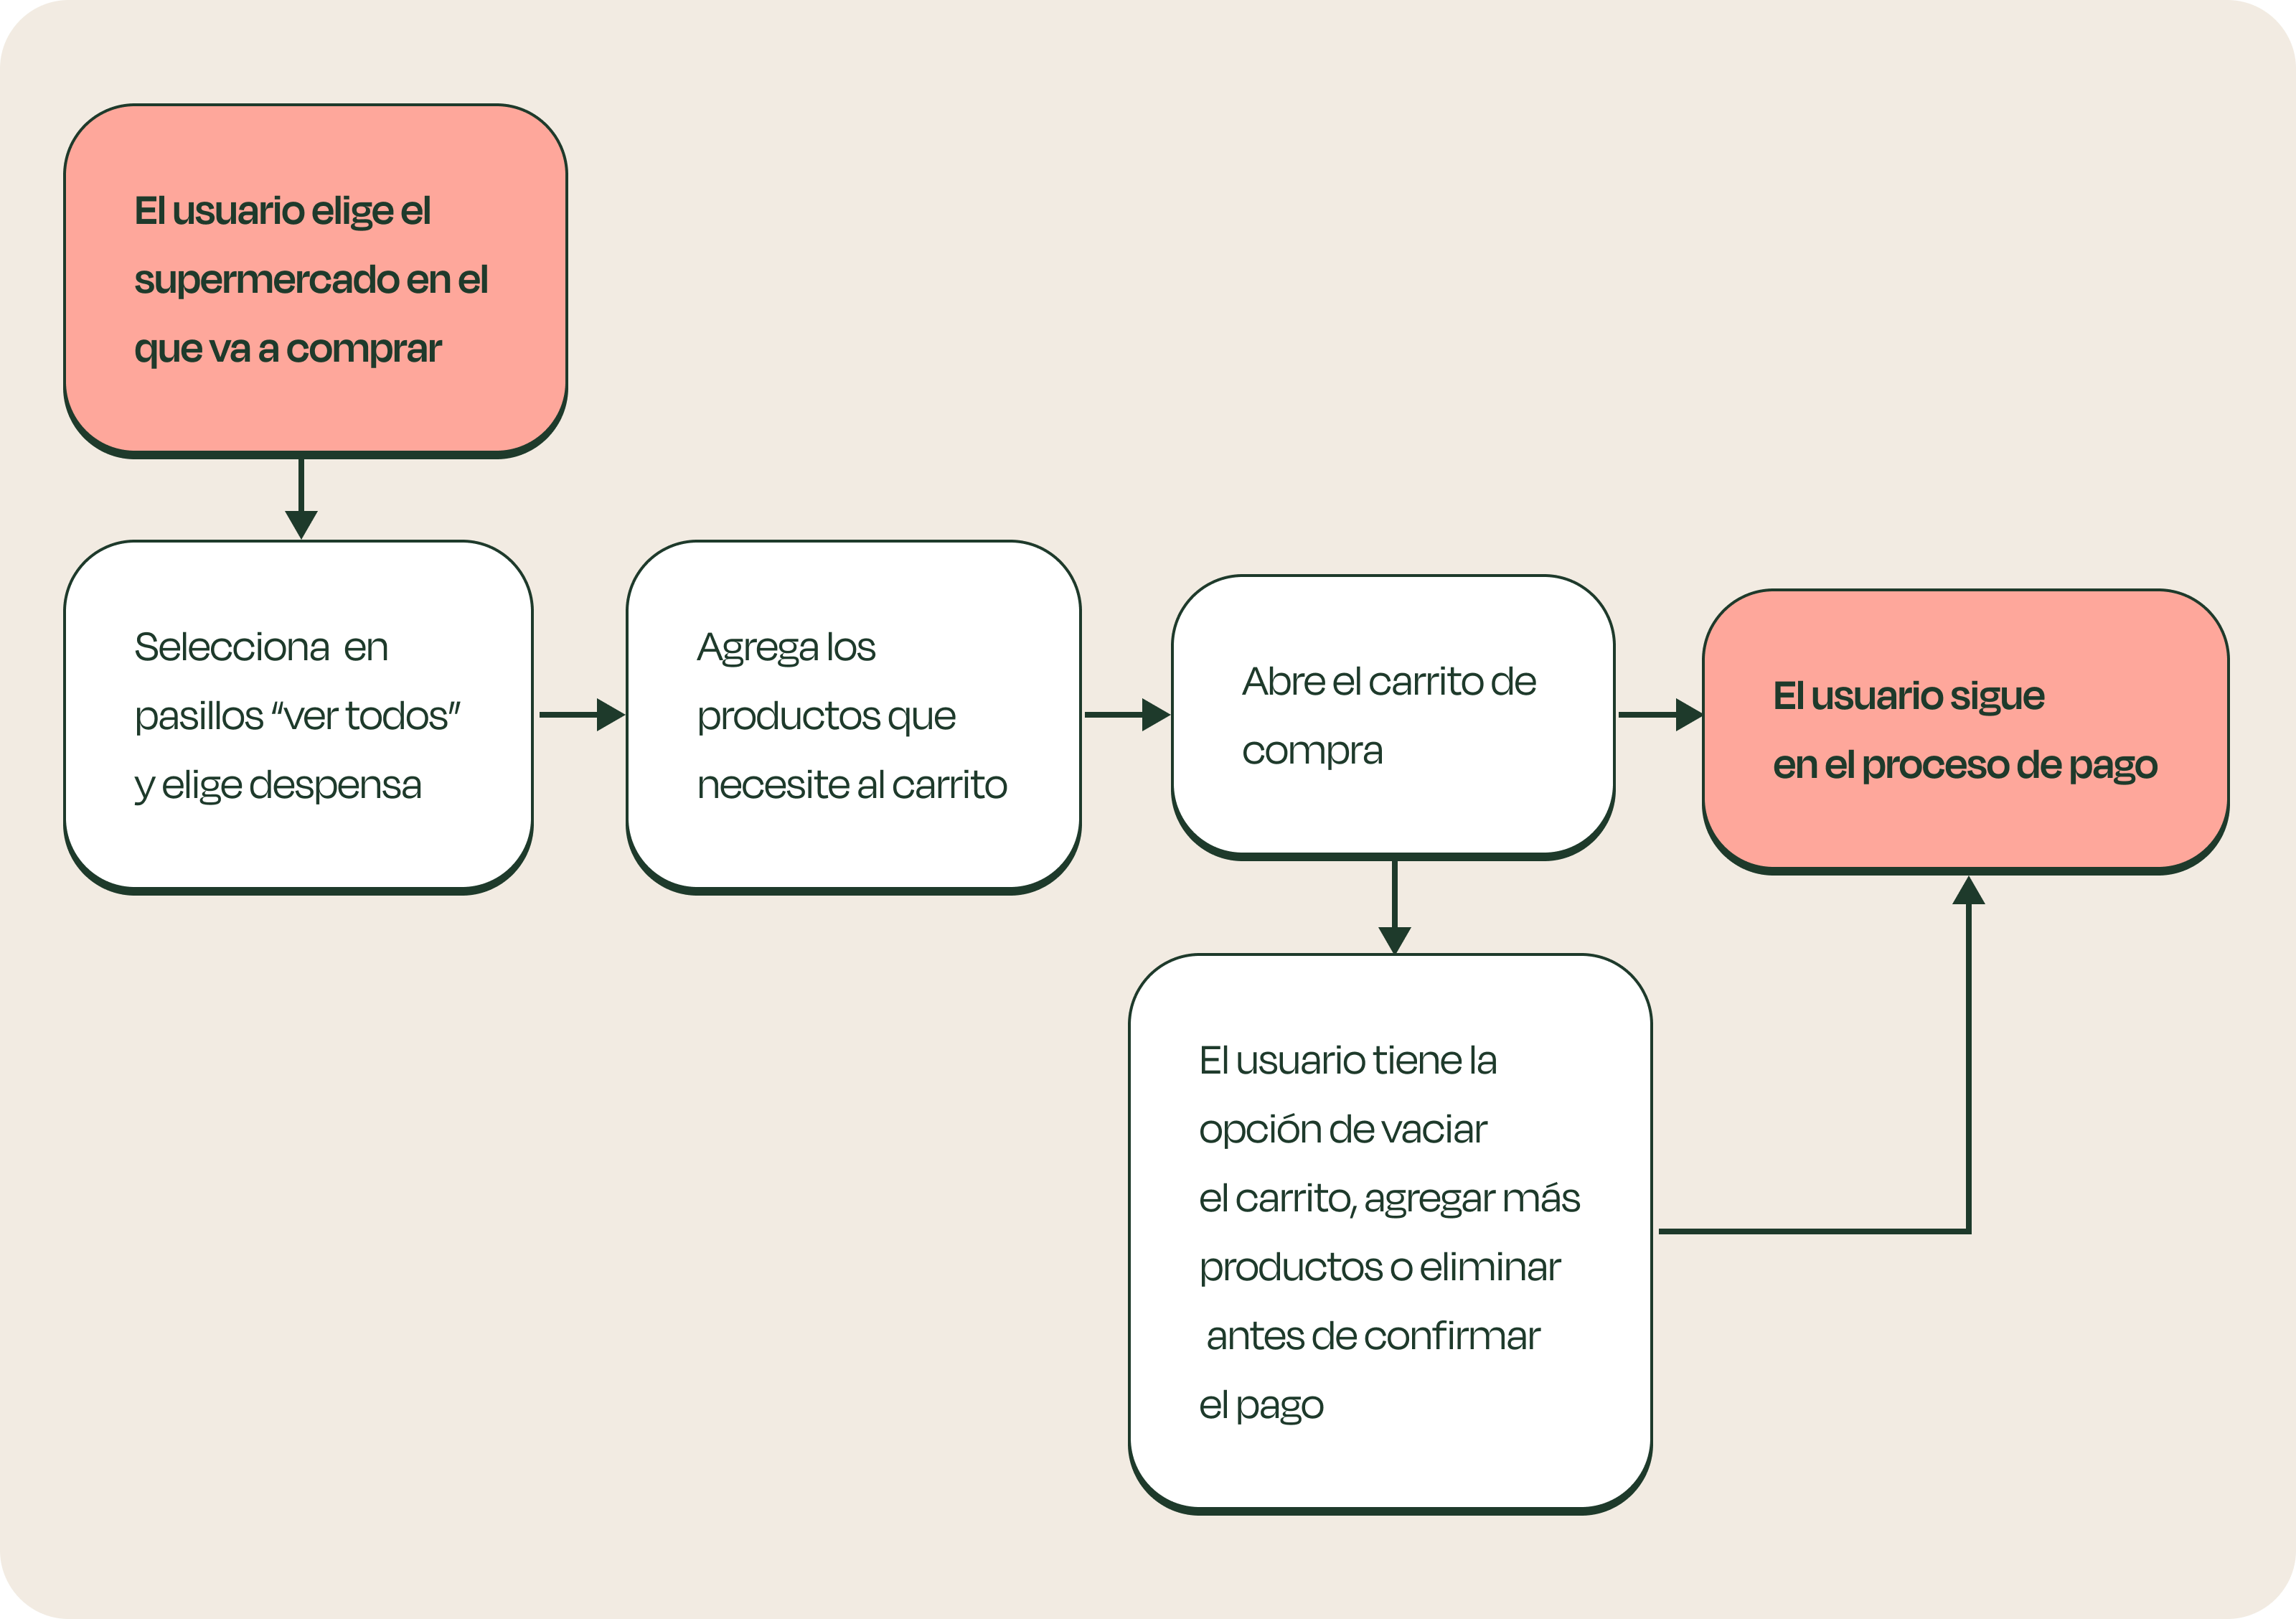 El usuario elige el
supermercado en el
que va a comprar
Selecciona  en
pasillos “ver todos”
y elige despensa
Agrega los
productos que
necesite al carrito
Abre el carrito de
compra
El usuario sigue
en el proceso de pago
El usuario tiene la
opción de vaciar
el carrito, agregar más
productos o eliminar
antes de confirmar
el pago